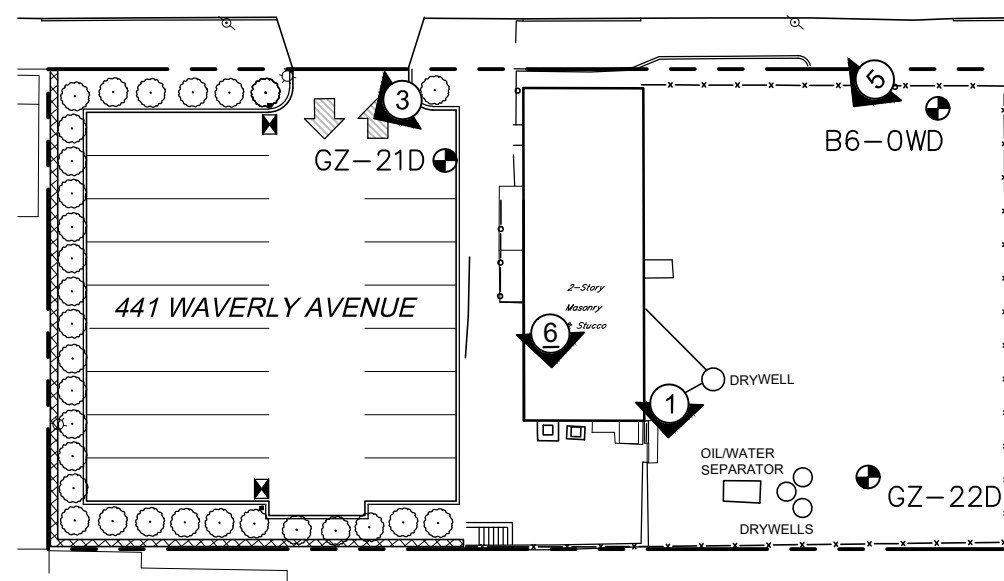 3
5
B6-0WD
GZ-21D
2-Story
Masonry
& Stucco
441 WAVERLY AVENUE
6
DRYWELL
1
OIL/WATER
SEPARATOR
GZ-22D
DRYWELLS